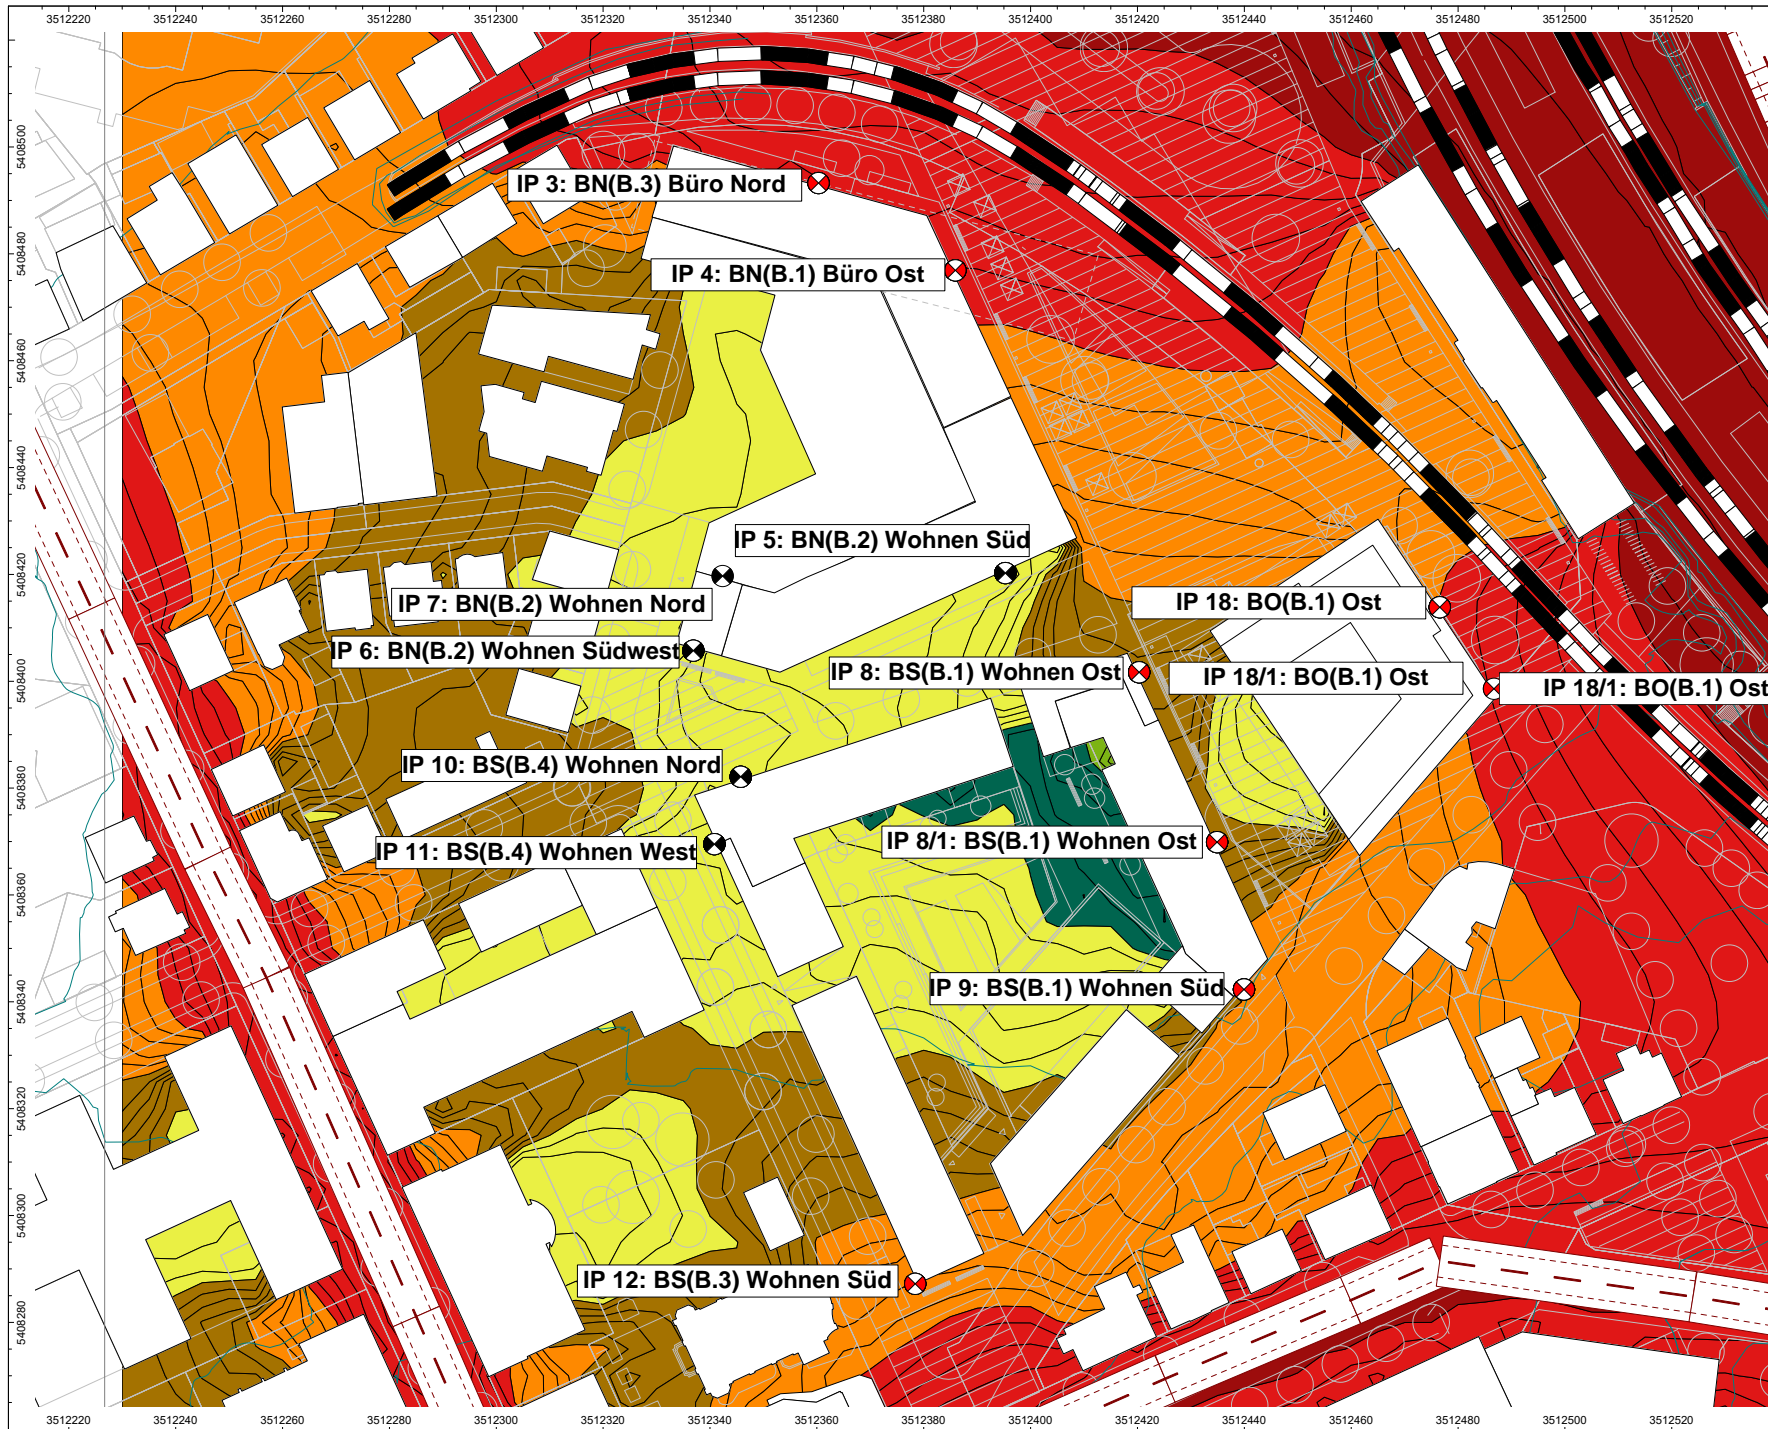 3512220 3512240 3512260 3512280 3512300 3512320 3512340 3512360 3512380 3512400 3512420 3512440 3512460 3512480 3512500 3512520
5408500
5408480
5408460
5408440
5408420
5408400
5408380
5408360
5408340
5408320
5408300
5408280
IP 3: BN(B.3) Büro Nord
IP 4: BN(B.1) Büro Ost
IP 5: BN(B.2) Wohnen Süd
IP 7: BN(B.2) Wohnen Nord
IP 18: BO(B.1) Ost
IP 6: BN(B.2) Wohnen Südwest
IP 8: BS(B.1) Wohnen Ost
IP 18/1: BO(B.1) Ost
IP 18/1: BO(B.1) Ost
IP 10: BS(B.4) Wohnen Nord
IP 11: BS(B.4) Wohnen West
IP 8/1: BS(B.1) Wohnen Ost
IP 9: BS(B.1) Wohnen Süd
IP 12: BS(B.3) Wohnen Süd
3512220 3512240 3512260 3512280 3512300 3512320 3512340 3512360 3512380 3512400 3512420 3512440 3512460 3512480 3512500 3512520